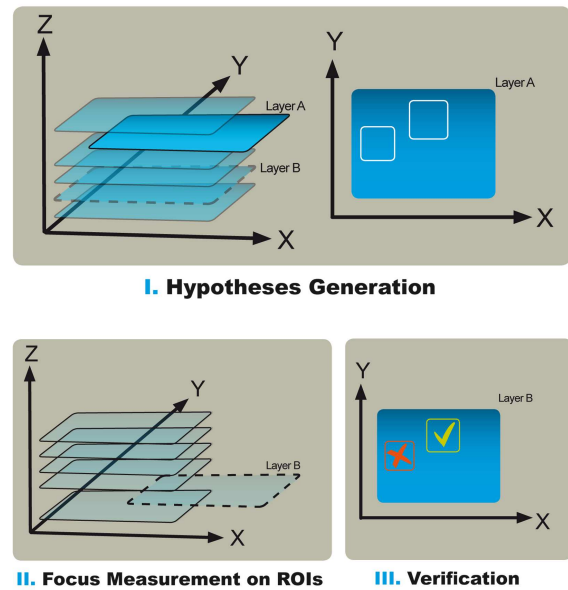 Z
Y
Layer A
Layer B
X
Y
Layer A
X
I. Hypotheses Generation
Z
Y
Layer B
X
II. Focus Measurement on ROIs
Y
Layer B
X
III. Verification